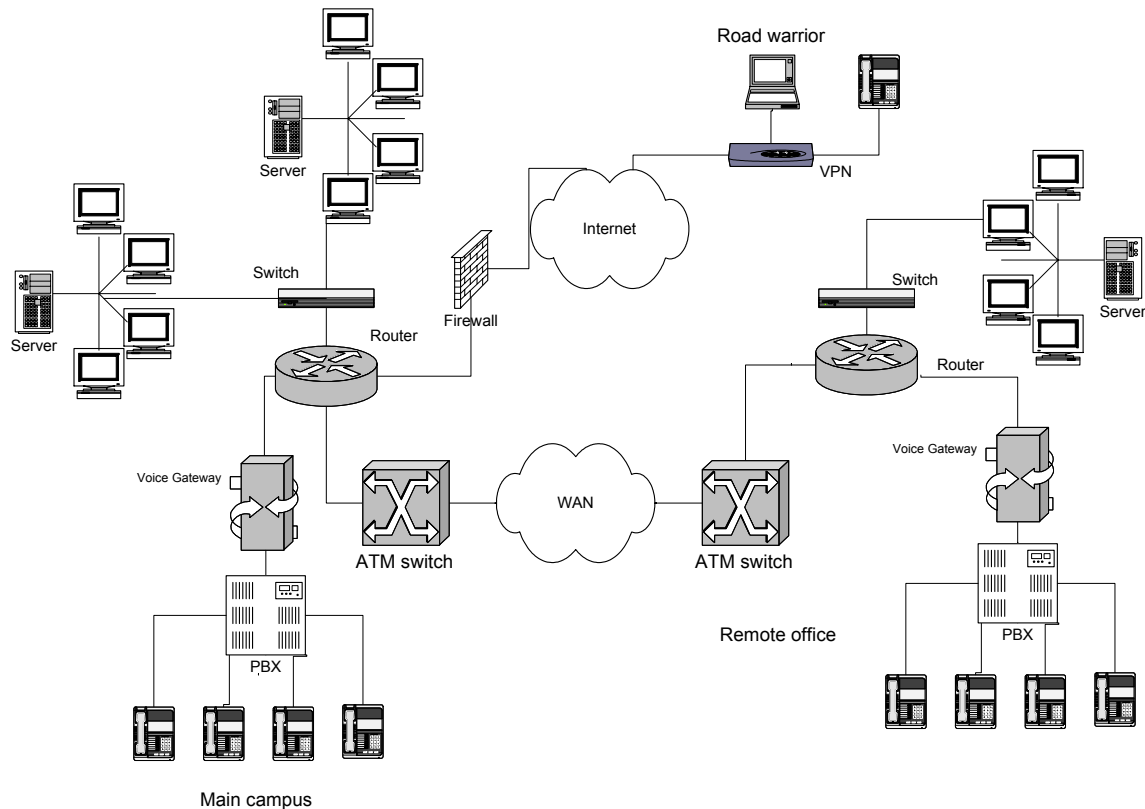 Road warrior
VPN
Server
Internet
Switch
Firewall
Switch
Server
Server
Router
Router
Voice Gateway
Voice Gateway
WAN
ATM switch
ATM switch
PBX
Remote office
PBX
Main campus